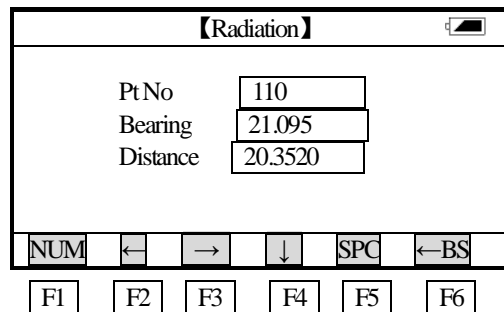 【Radiation】
Pt No 110
Bearing 21.095
Distance 20.3520
NUM ← → ↓ SPC ←BS
F1 F2 F3 F4 F5 F6